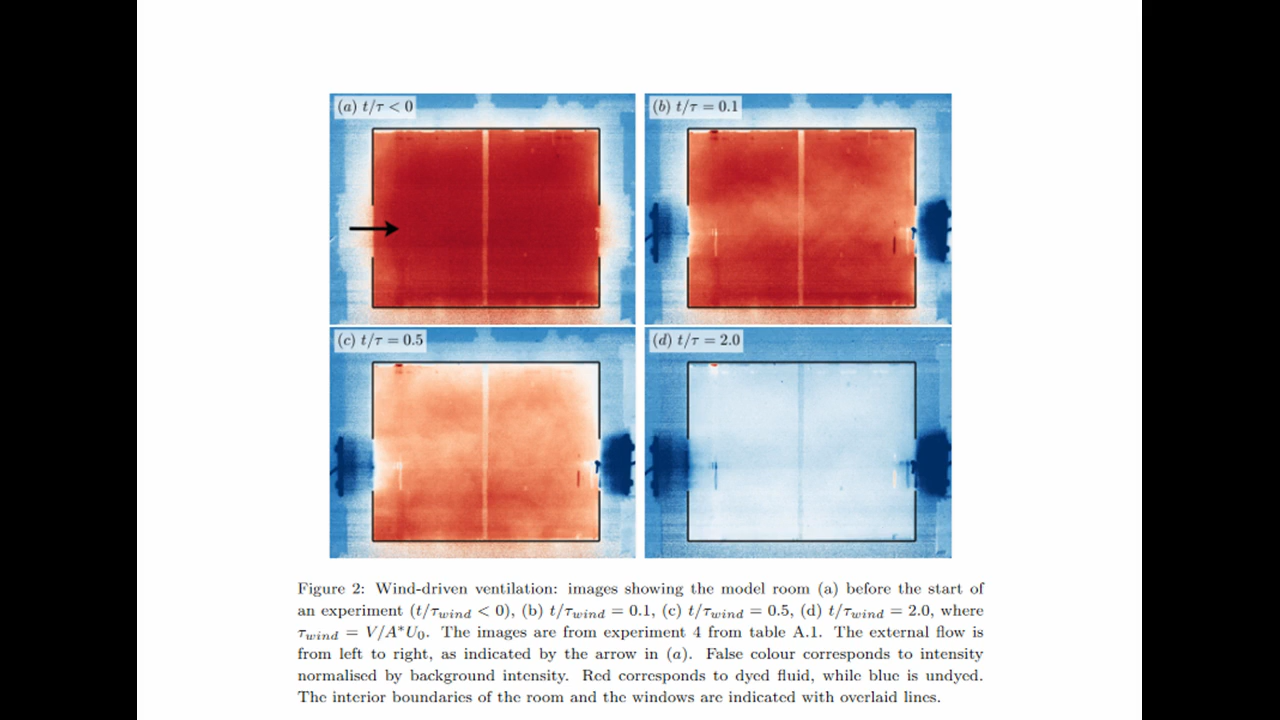 (a) t/τ < 0
(b) t/τ = 0.1
(c) t/τ = 0.5
(d) t/τ = 2.0
Figure 2: Wind-driven ventilation: images showing the model room (a) before the start of
an experiment (t/τwind < 0), (b) t/τwind = 0.1, (c) t/τwind = 0.5, (d) t/τwind = 2.0, where
τwind = V/A*U0. The images are from experiment 4 from table A.1. The external flow is
from left to right, as indicated by the arrow in (a). False colour corresponds to intensity
normalised by background intensity. Red corresponds to dyed fluid, while blue is undyed.
The interior boundaries of the room and the windows are indicated with overlaid lines.